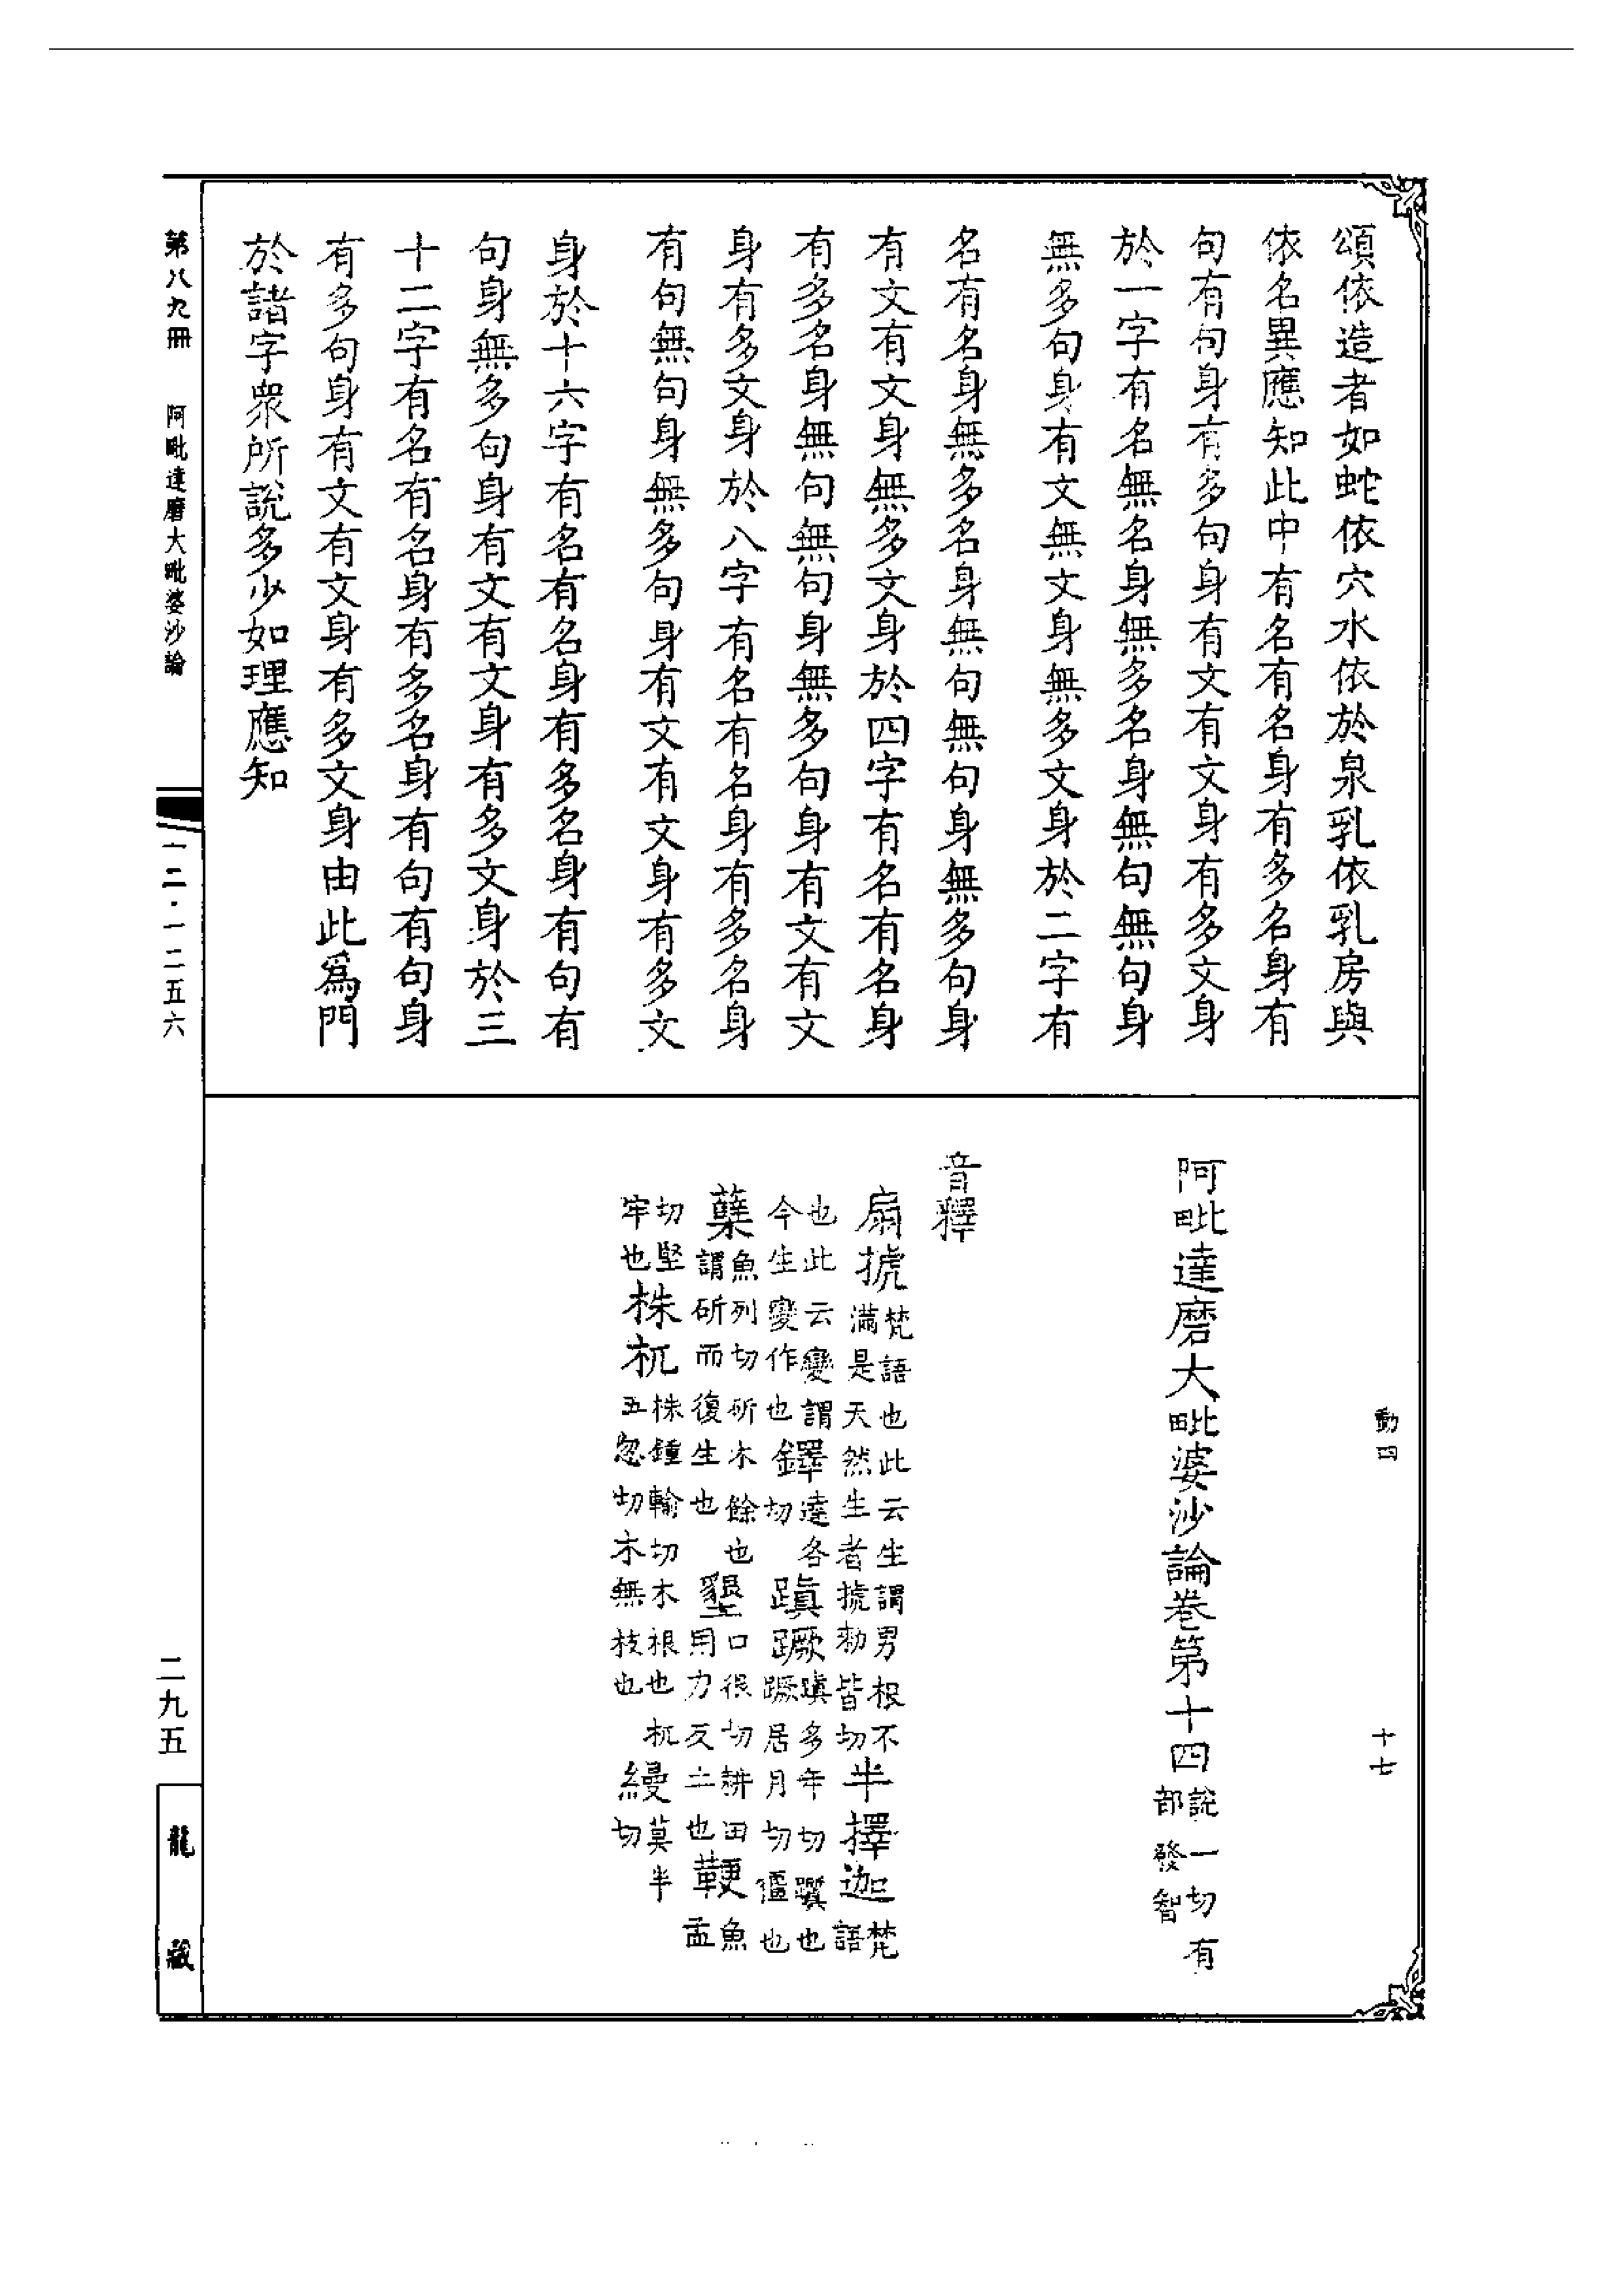 頌依造者如蛇依穴水依於泉乳依乳房與
依名異應知此中有名有名身有多名身有
句有句身有多句身有文有文身有多文身
於一字有名無名身無多名身無句無句身
無多句身有文無文身無多文身於二字有
名有名身無多名身無句無句身無多句身
有文有文身無多文身於四字有名有名身
有多名身無句無句身無多句身有文有文
身有多文身於八字有名有名身有多名身
有句無句身無多句身有文有文身有多文
身於十六字有名有名身有多名身有句有
句身無多句身有文有文身有多文身於三
十二字有名有名身有多名身有句有句身
有多句身有文有文身有多文身由此爲門
於諸字眾所說多少如理應知
動四
十七
阿毗達磨大毗婆沙論卷第十四說一切有部發智
音釋
扇搋梵語也此云生謂男根不滿是天然生者搋勑皆切半擇迦梵語
也此云變謂今生變作也鐸達各切蹎蹶蹎多年切躓也蹶居月切僵也
蘖魚列切斫木餘也謂斫而復生也墾口很切耕田用力反土也鞕魚孟
切堅牢也株杌株鍾輸切木根也杌五忽切木無枝也縵莫半切
第八九冊 阿毗達磨大毗婆沙論
一二·一二五六
二九五
龍藏